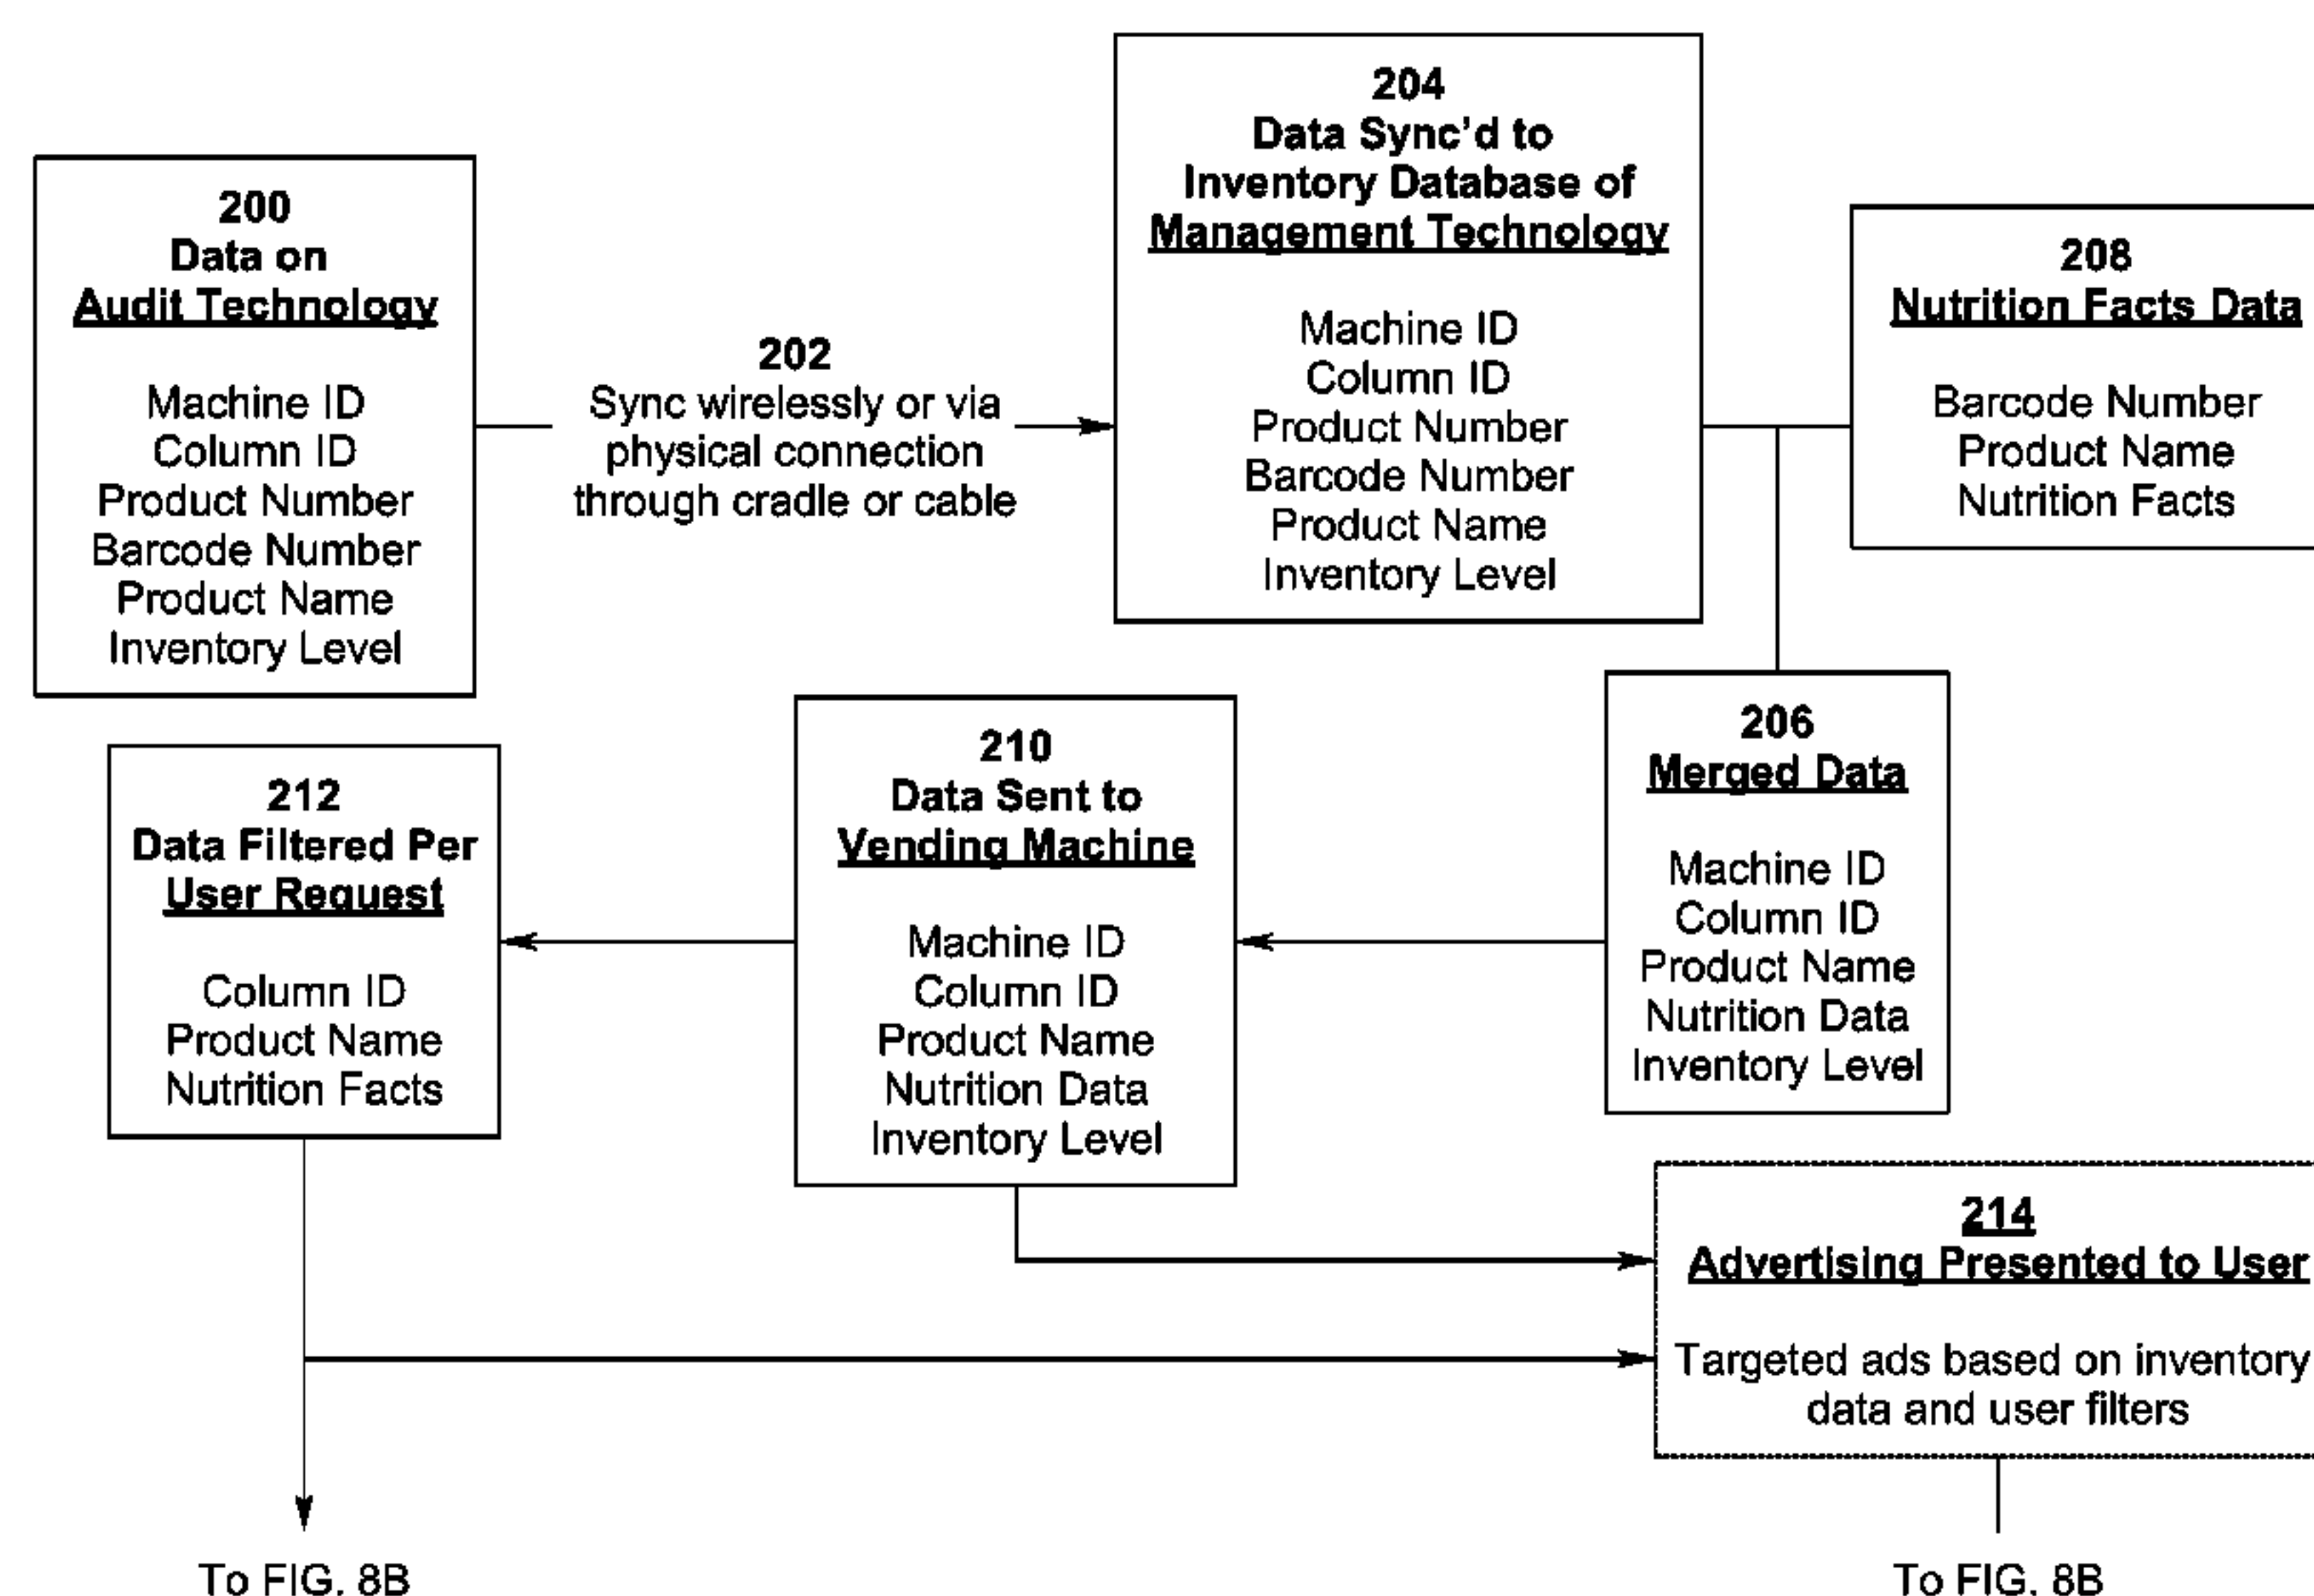 200
Data on
Audit Technology
Machine ID
Column ID
Product Number
Barcode Number
Product Name
Inventory Level
202
Sync wirelessly or via
physical connection
through cradle or cable
204
Data Sync'd to
Inventory Database of
Management Technology
Machine ID
Column ID
Product Number
Barcode Number
Product Name
Inventory Level
208
Nutrition Facts Data
Barcode Number
Product Name
Nutrition Facts
206
Merged Data
Machine ID
Column ID
Product Name
Nutrition Data
Inventory Level
210
Data Sent to
Vending Machine
Machine ID
Column ID
Product Name
Nutrition Data
Inventory Level
212
Data Filtered Per
User Request
Column ID
Product Name
Nutrition Facts
214
Advertising Presented to User
Targeted ads based on inventory
data and user filters
To FIG. 8B
To FIG. 8B